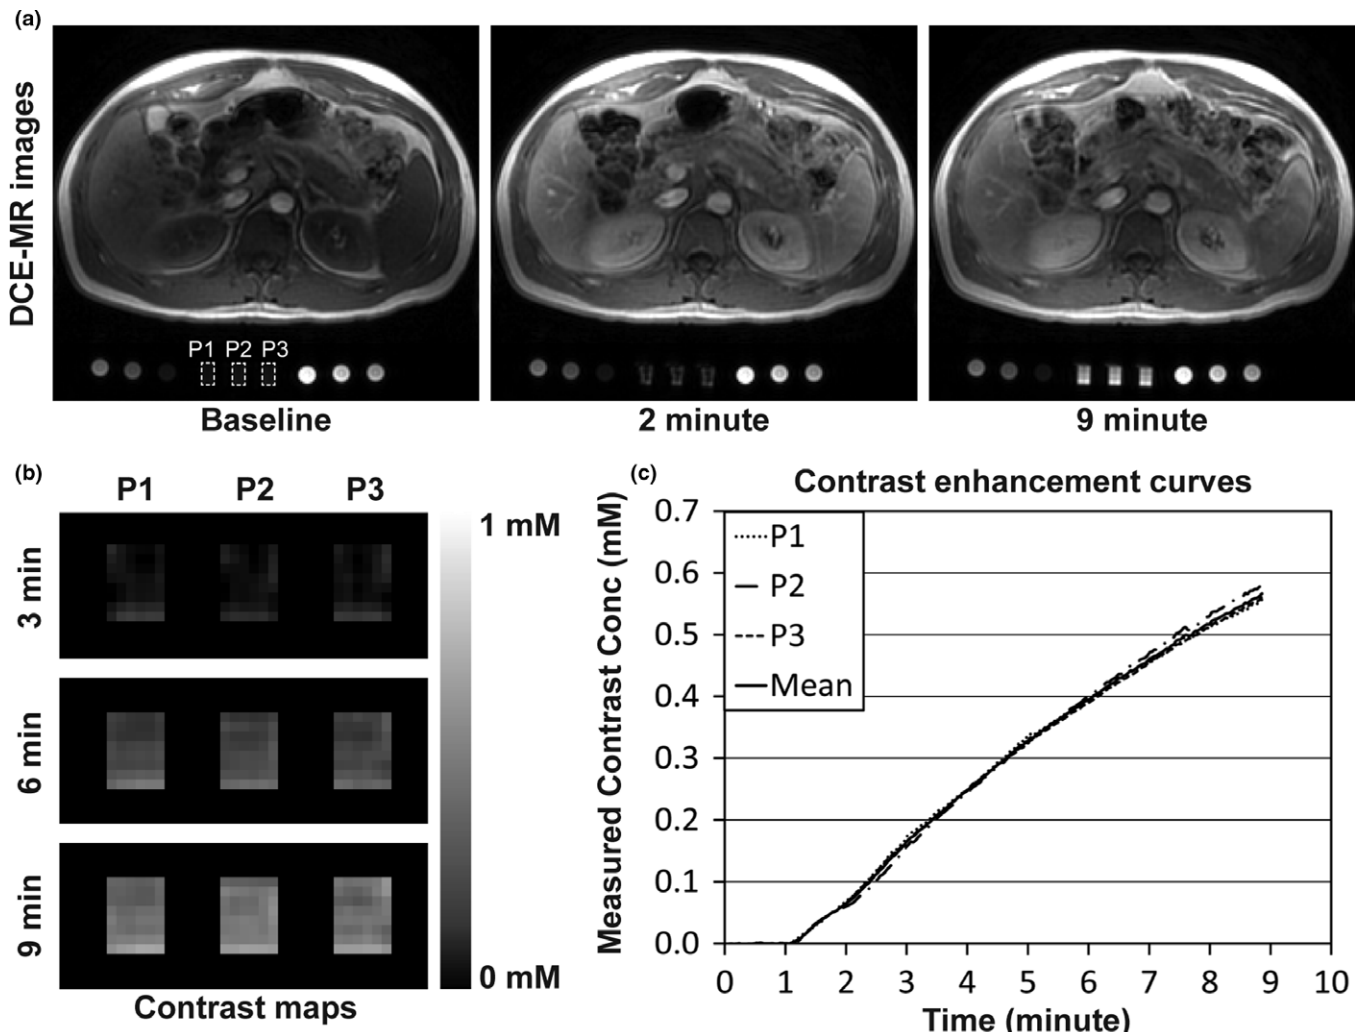 (a)
DCE-MR images
P1 P2 P3
Baseline
2 minute
9 minute
(b)
P1 P2 P3
3 min
6 min
9 min
1 mM
0 mM
Contrast maps
(c)
Contrast enhancement curves
Measured Contrast Conc (mM)
0.7
0.6
0.5
0.4
0.3
0.2
0.1
0.0
P1
P2
P3
Mean
0 1 2 3 4 5 6 7 8 9 10
Time (minute)